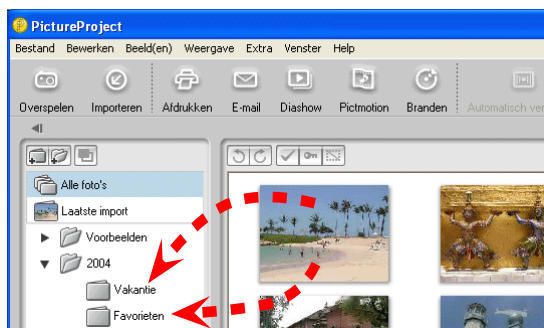 PictureProject
Bestand Bewerken Beeld(en) Weergave Extra Venster Help
Overspelen Importeren Afdrukken E-mail Diashow Pictmotion Branden Automatisch ver
Alle foto's
Laatste import
Voorbeelden
2004
Vakantie
Favorieten